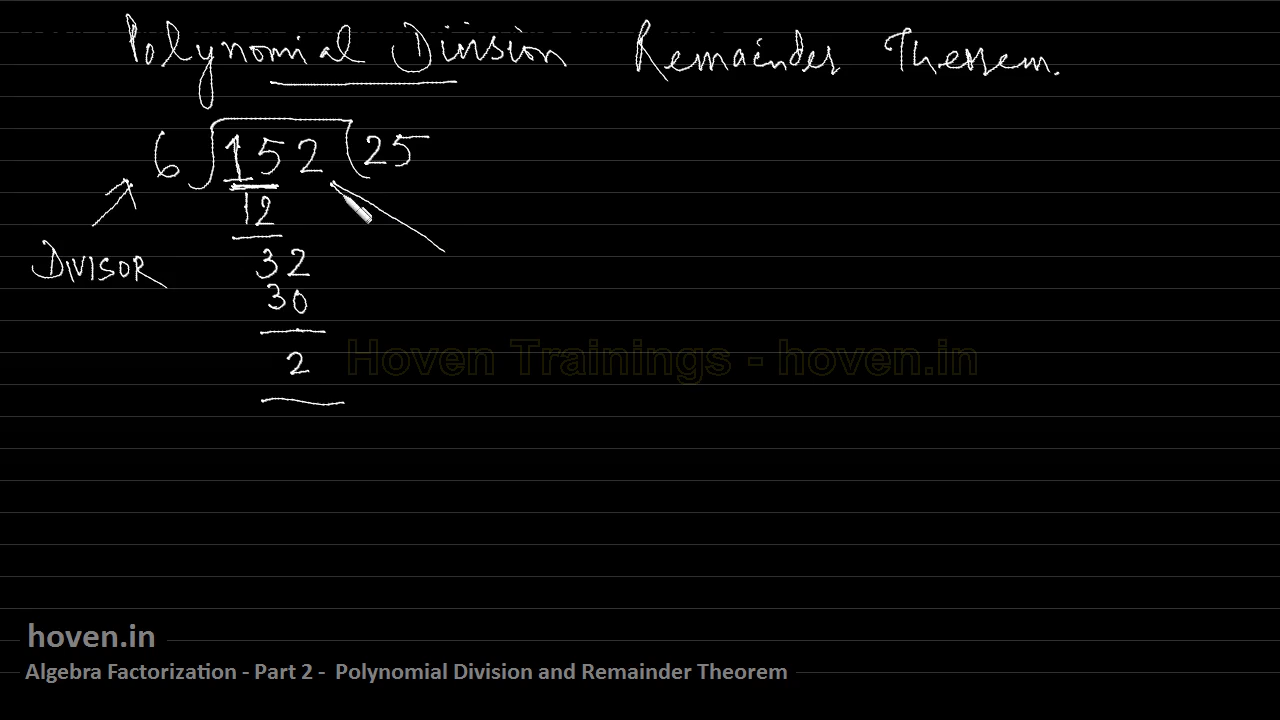 Polynomial Division Remainder Theorem.
6 152 25
12
DIVISOR 32
30
2
Hoven Trainings - hoven.in
hoven.in
Algebra Factorization - Part 2 - Polynomial Division and Remainder Theorem